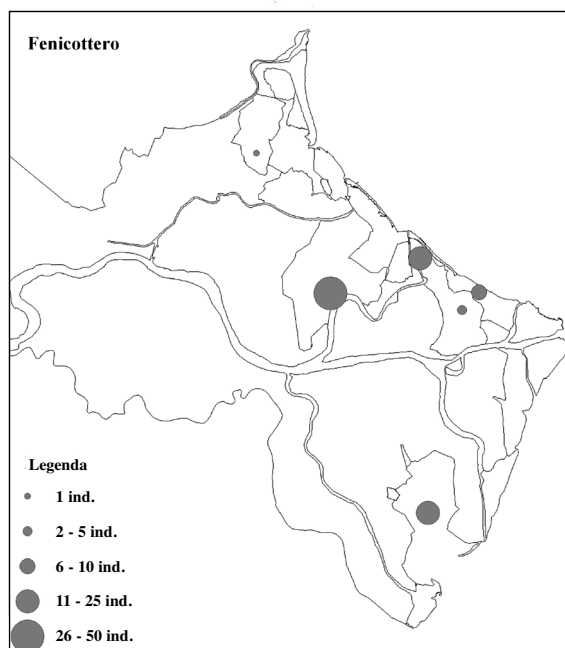 Fenicottero
Legenda
1 ind.
2 - 5 ind.
6 - 10 ind.
11 - 25 ind.
26 - 50 ind.